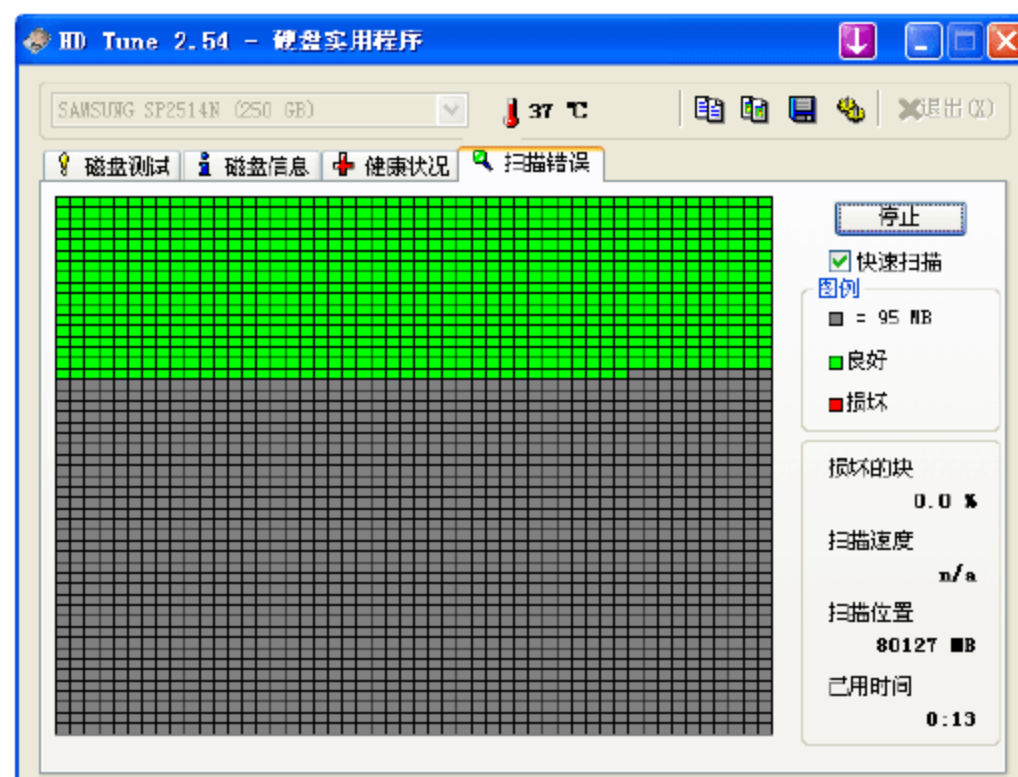 HD Tune 2.54 - 硬盘实用程序
SAMSUNG SP2514N (250 GB)
37 ℃
退出(X)
磁盘测试
磁盘信息
健康状况
扫描错误
停止
快速扫描
图例
= 95 MB
良好
损坏
损坏的块
0.0 %
扫描速度
n/a
扫描位置
80127 MB
己用时间
0:13